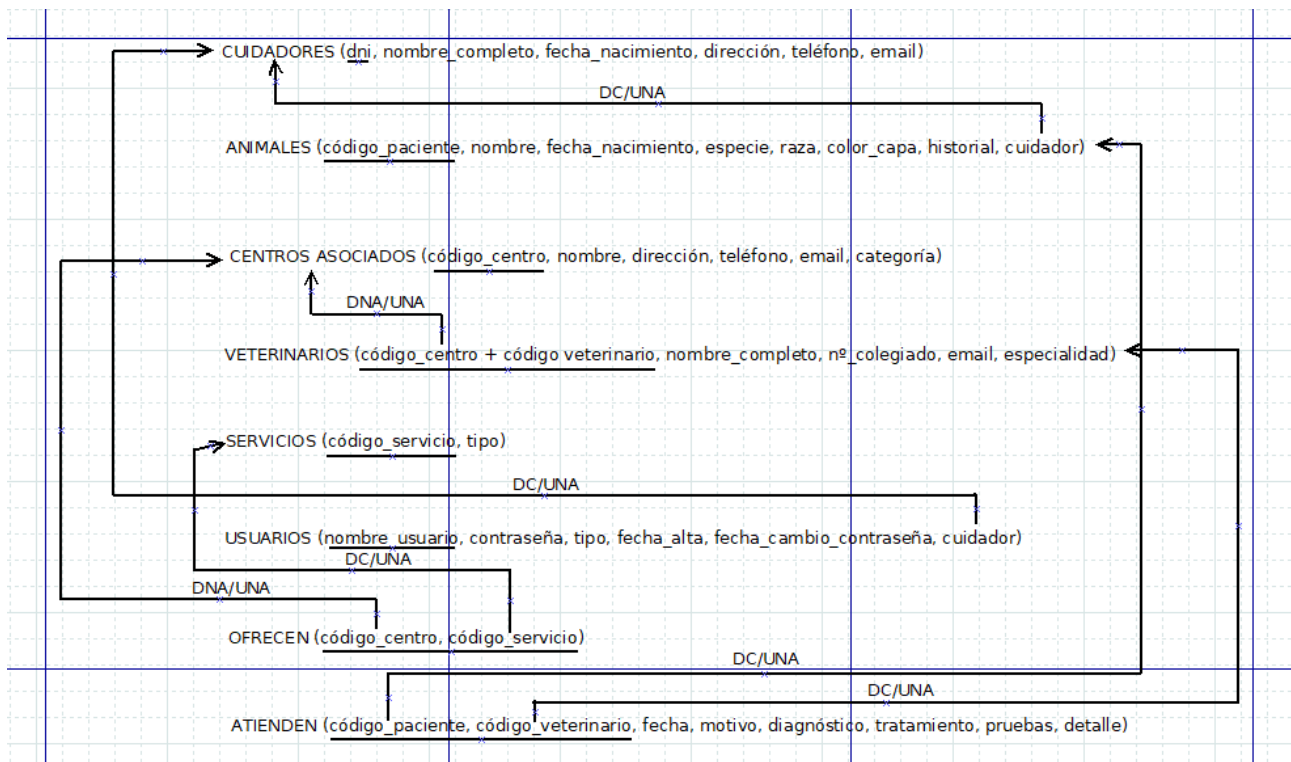 CUIDADORES (dni, nombre_completo, fecha_nacimiento, dirección, teléfono, email)
DC/UNA
ANIMALES (código_paciente, nombre, fecha_nacimiento, especie, raza, color_capa, historial, cuidador)
CENTROS ASOCIADOS (código_centro, nombre, dirección, teléfono, email, categoría)
DNA/UNA
VETERINARIOS (código_centro + código veterinario, nombre_completo, nº_colegiado, email, especialidad)
SERVICIOS (código_servicio, tipo)
DC/UNA
USUARIOS (nombre_usuario, contraseña, tipo, fecha_alta, fecha_cambio_contraseña, cuidador)
DC/UNA
DNA/UNA
OFRECEN (código_centro, código_servicio)
DC/UNA
DC/UNA
ATIENDEN (código_paciente, código_veterinario, fecha, motivo, diagnóstico, tratamiento, pruebas, detalle)